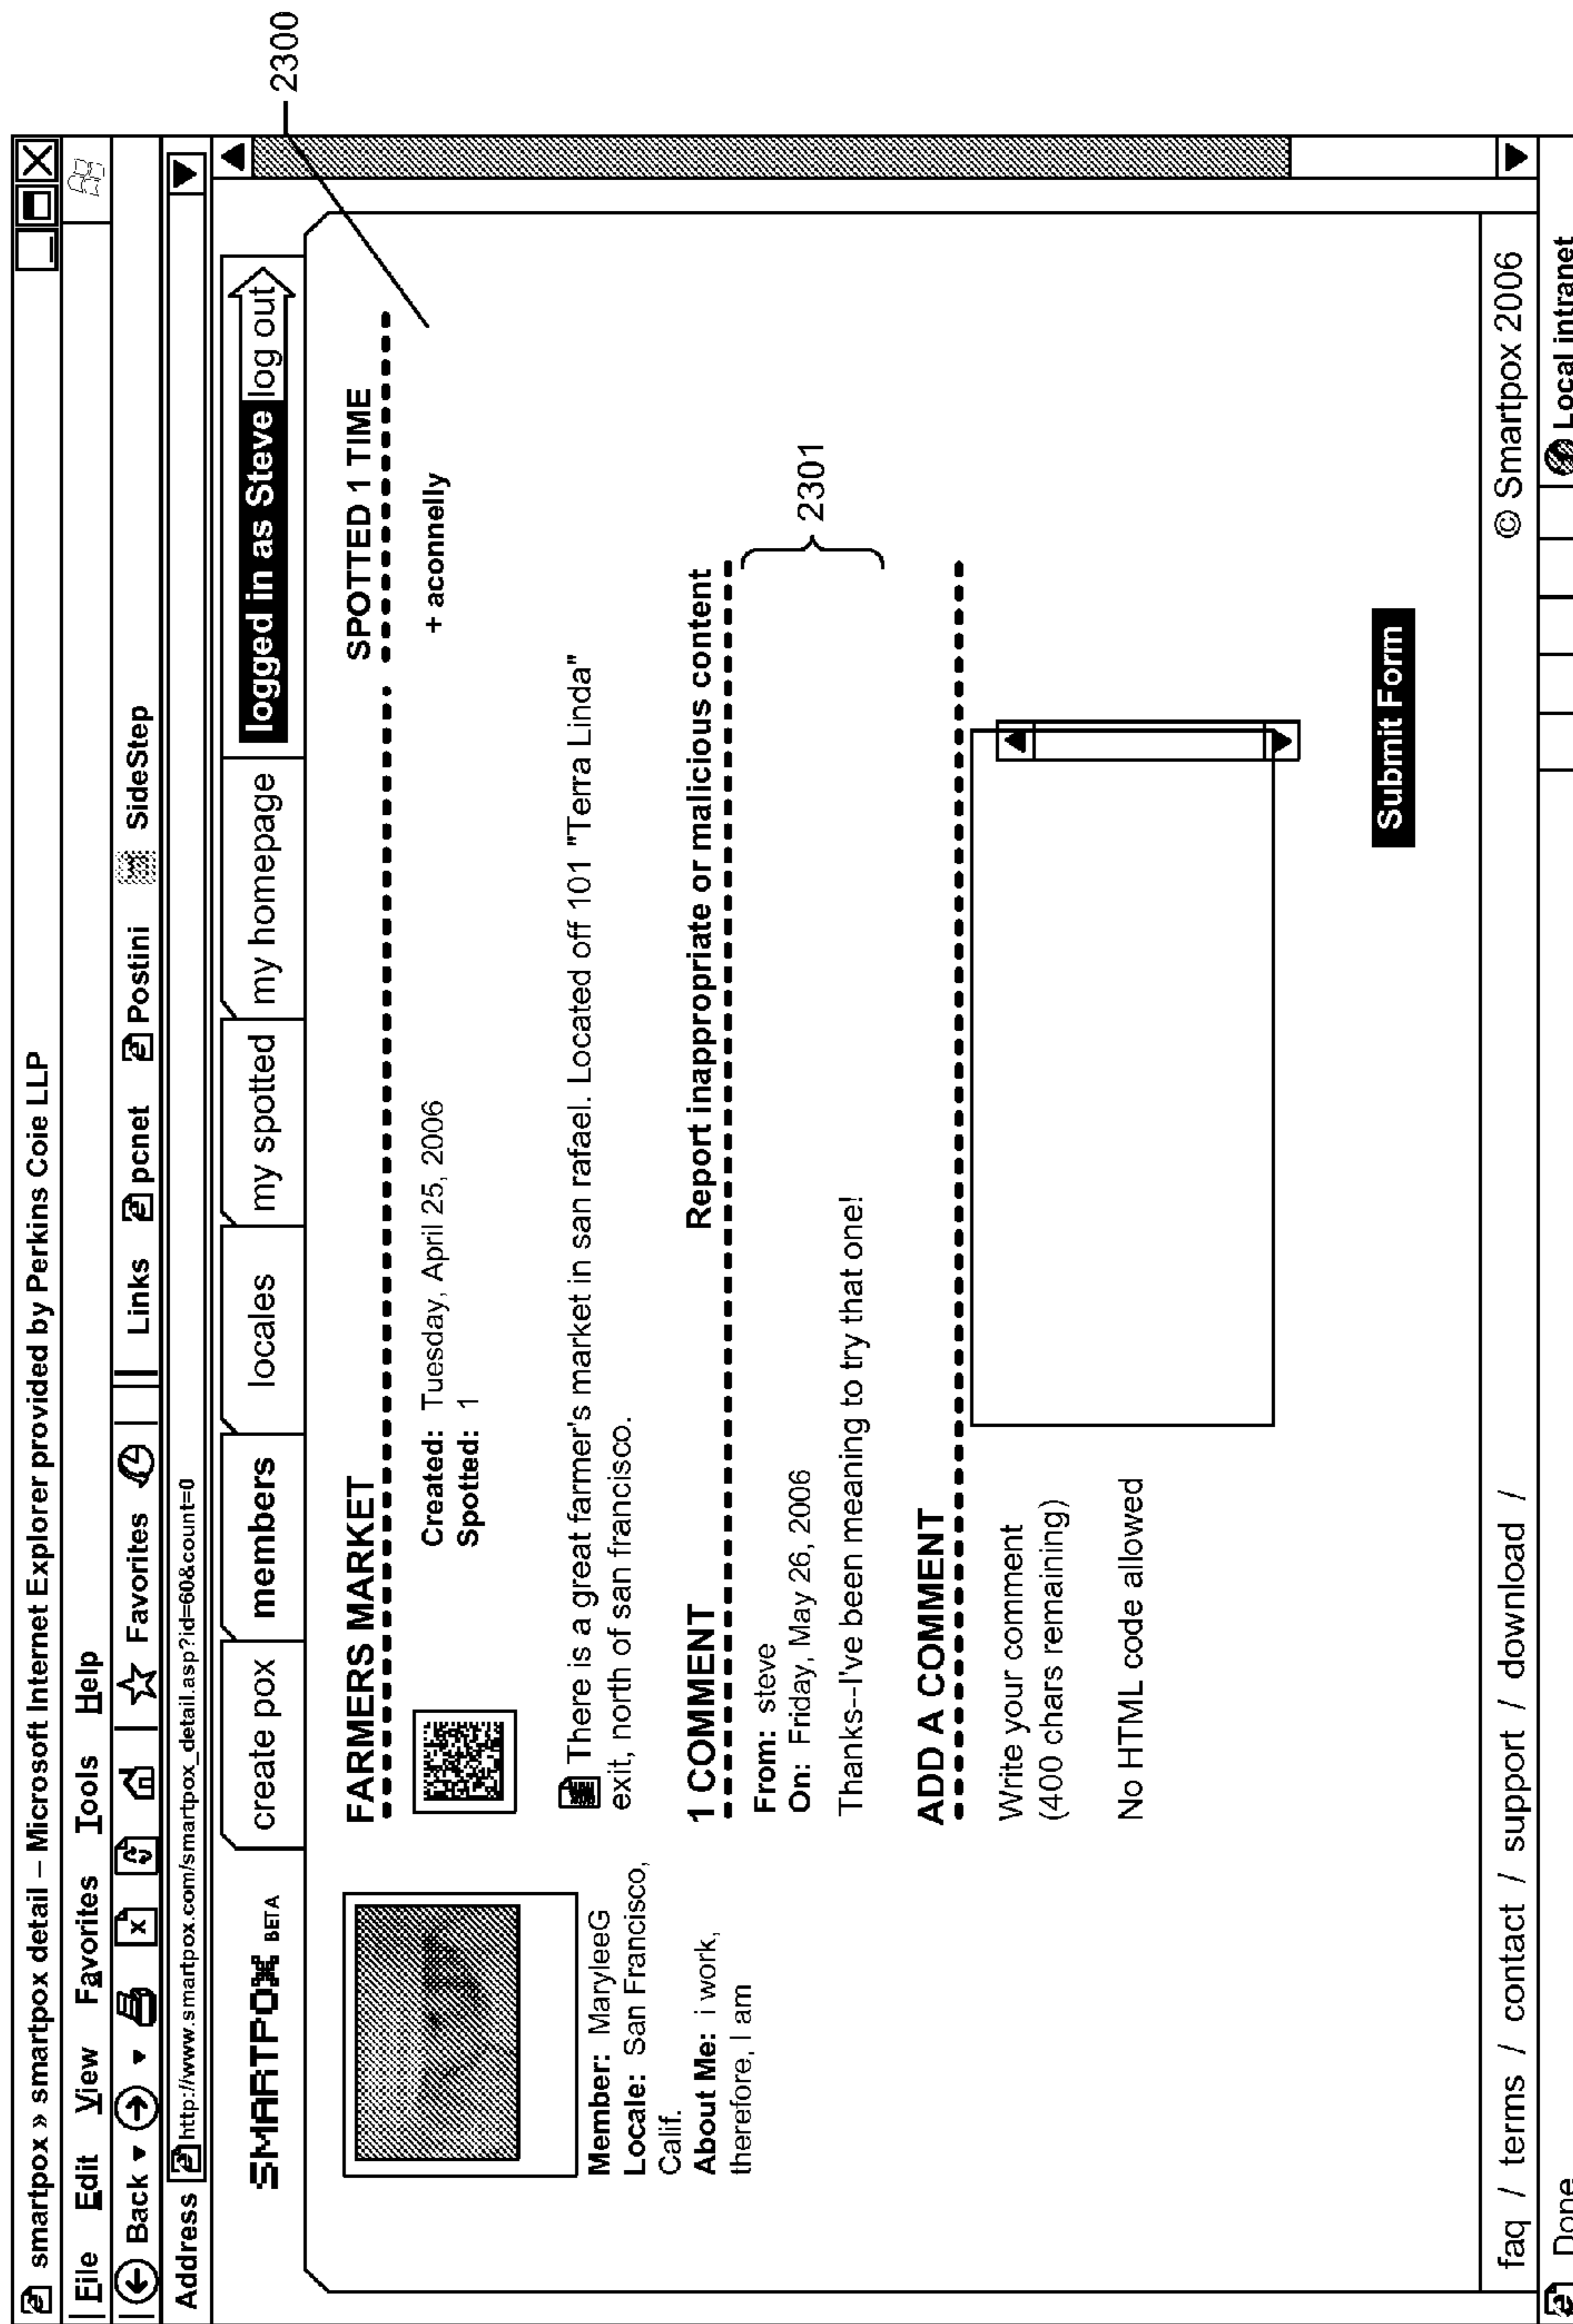 smartpox » smartpox detail – Microsoft Internet Explorer provided by Perkins Coie LLP
File Edit View Favorites Tools Help
Back Favorites Links pcnet Postini SideStep
Address http://www.smartpox.com/smartpox_detail.asp?id=60&count=0
SMARTPOX BETA
create pox members locales my spotted my homepage logged in as Steve log out
2300
Member: MaryleeG
Locale: San Francisco,
Calif.
About Me: i work,
therefore, I am
FARMERS MARKET
Created: Tuesday, April 25, 2006
Spotted: 1
SPOTTED 1 TIME
+ aconnelly
There is a great farmer's market in san rafael. Located off 101 "Terra Linda"
exit, north of san francisco.
1 COMMENT Report inappropriate or malicious content
From: steve
On: Friday, May 26, 2006
2301
Thanks--I've been meaning to try that one!
ADD A COMMENT
Write your comment
(400 chars remaining)
No HTML code allowed
Submit Form
faq / terms / contact / support / download / © Smartpox 2006
Done Local intranet